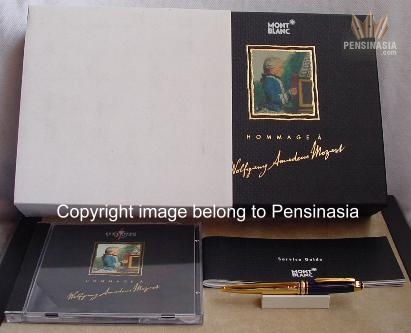 MONT
BLANC
PENSINASIA
.com
HOMMAGE À
Wolfgang Amadeus Mozart
Copyright image belong to Pensinasia
HOMMAGE
Wolfgang Amadeus Mozart
Service Guide
MONT
BLANC